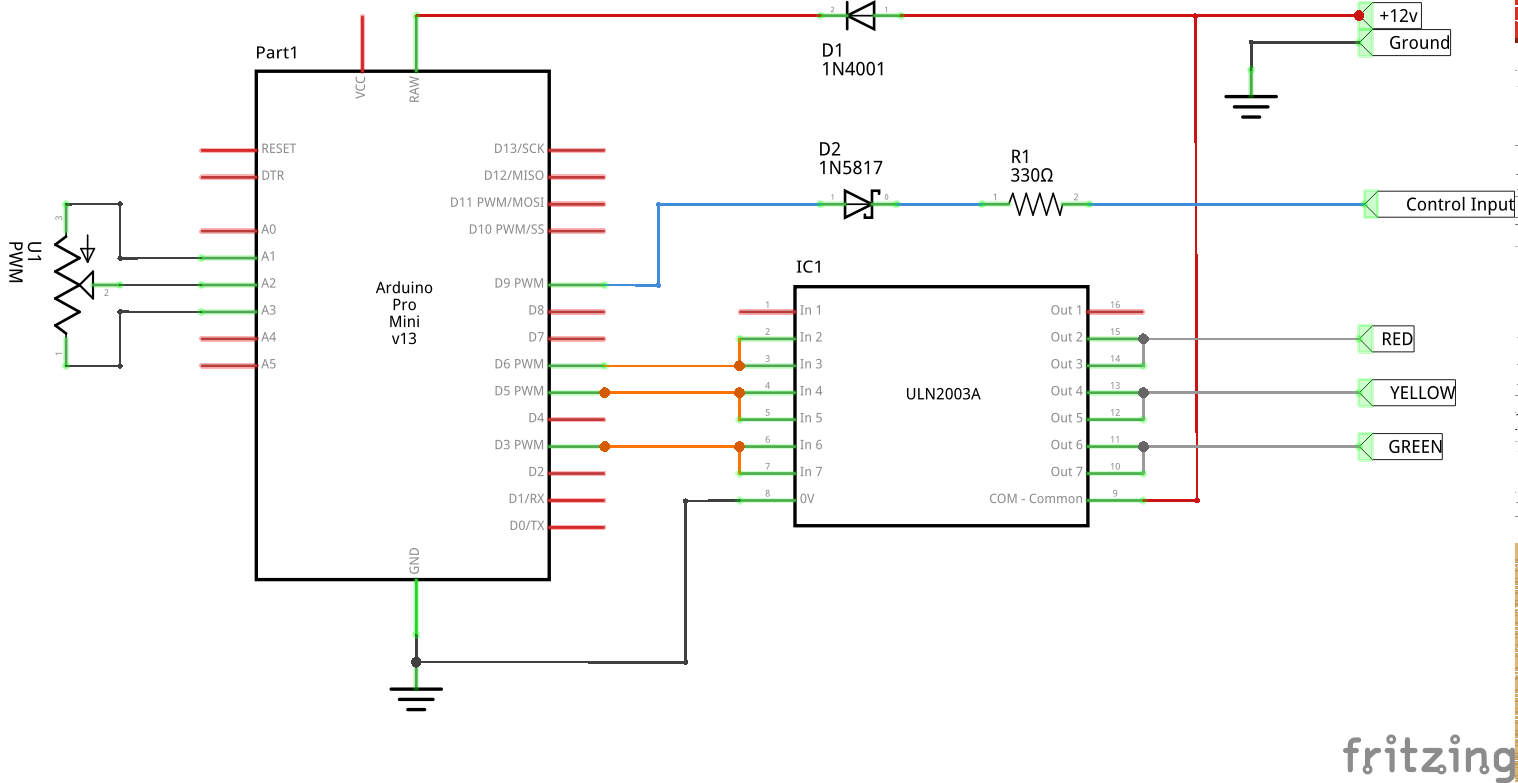 +12v
Ground
Part1
2
1
D1
1N4001
VCC
RAW
RESET
DTR
A0
A1
A2
A3
A4
A5
D13/SCK
D12/MISO
D11 PWM/MOSI
D10 PWM/SS
D9 PWM
D8
D7
D6 PWM
D5 PWM
D4
D3 PWM
D2
D1/RX
D0/TX
GND
Arduino
Pro
Mini
v13
U1
PWM
3
2
1
D2
1N5817
1
0
R1
330Ω
1
2
Control Input
IC1
ULN2003A
1 In 1
2 In 2
3 In 3
4 In 4
5 In 5
6 In 6
7 In 7
8 0V
Out 1 16
Out 2 15
Out 3 14
Out 4 13
Out 5 12
Out 6 11
Out 7 10
COM - Common 9
RED
YELLOW
GREEN
fritzing